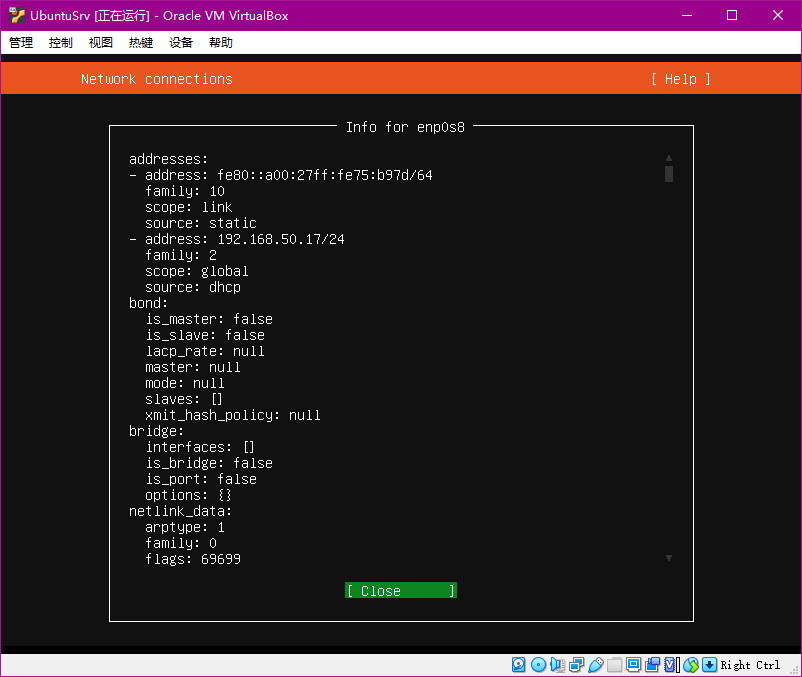 UbuntuSrv [正在运行] - Oracle VM VirtualBox
管理 控制 视图 热键 设备 帮助
Network connections [ Help ]
Info for enp0s8
addresses:
- address: fe80::a00:27ff:fe75:b97d/64
family: 10
scope: link
source: static
- address: 192.168.50.17/24
family: 2
scope: global
source: dhcp
bond:
is_master: false
is_slave: false
lacp_rate: null
master: null
mode: null
slaves: []
xmit_hash_policy: null
bridge:
interfaces: []
is_bridge: false
is_port: false
options: {}
netlink_data:
arptype: 1
family: 0
flags: 69699
[ Close ]
Right Ctrl